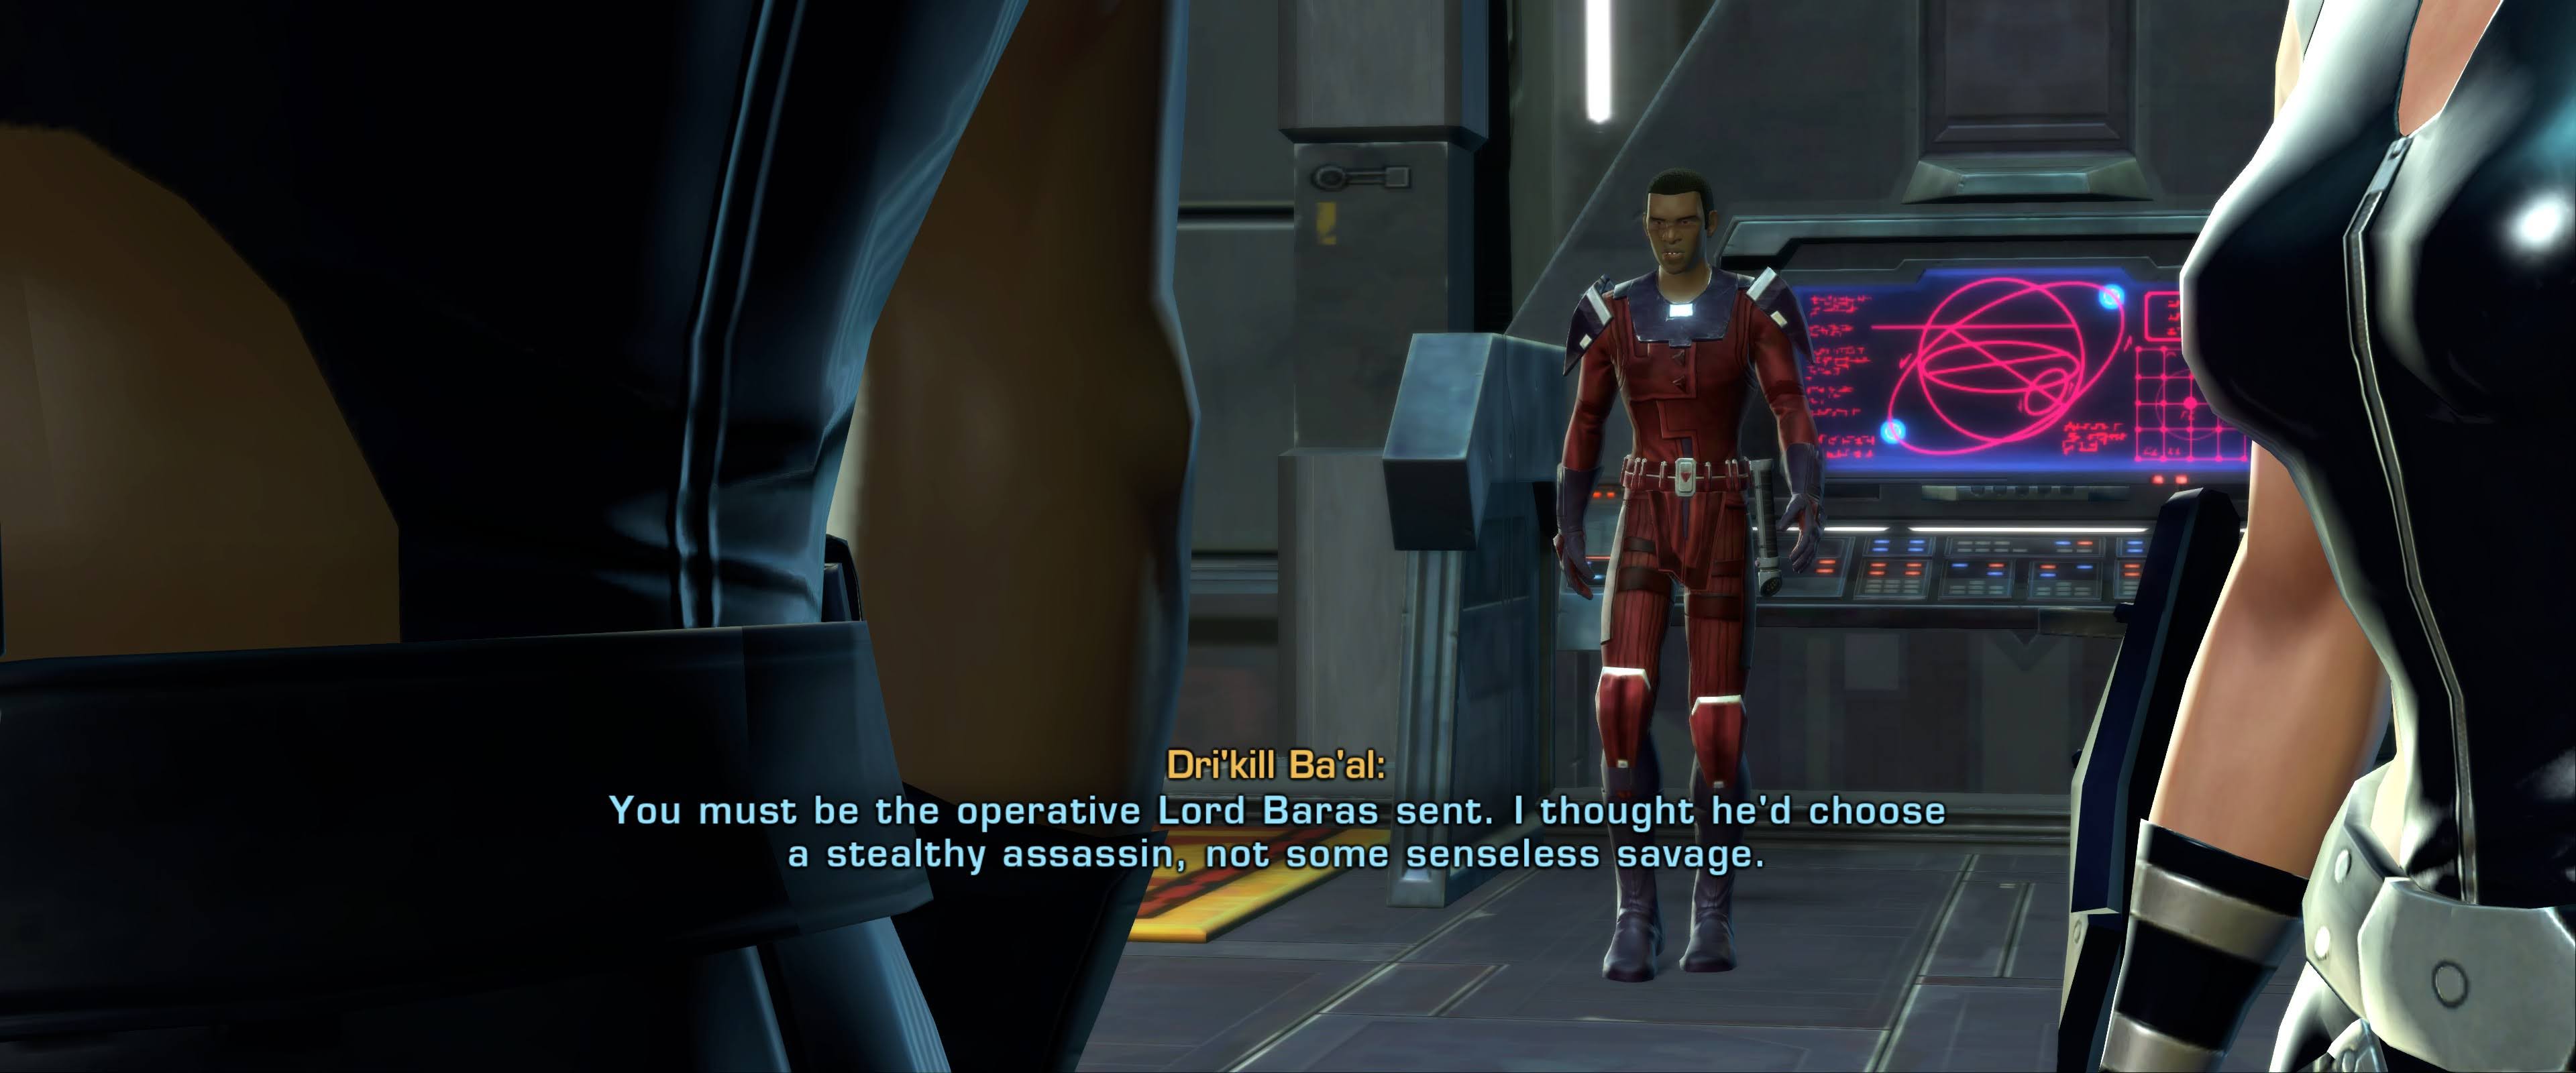 Dri'kill Ba'al:
You must be the operative Lord Baras sent. I thought he'd choose
a stealthy assassin, not some senseless savage.